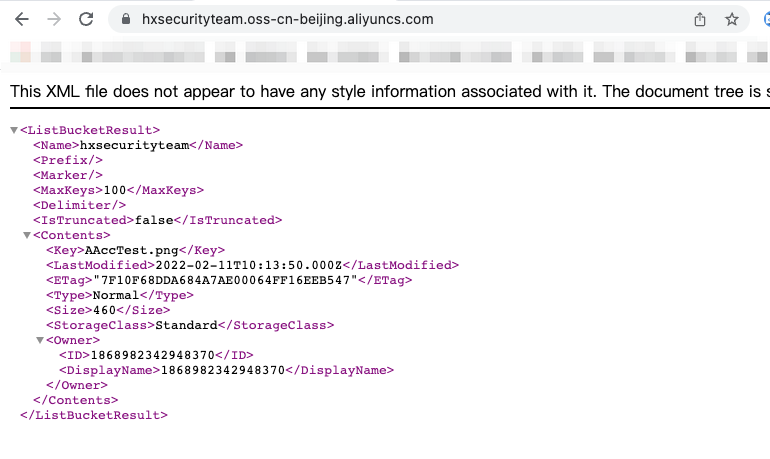 hxsecurityteam.oss-cn-beijing.aliyuncs.com
This XML file does not appear to have any style information associated with it. The document tree is s
<ListBucketResult>
<Name>hxsecurityteam</Name>
<Prefix/>
<Marker/>
<MaxKeys>100</MaxKeys>
<Delimiter/>
<IsTruncated>false</IsTruncated>
<Contents>
<Key>AAccTest.png</Key>
<LastModified>2022-02-11T10:13:50.000Z</LastModified>
<ETag>"7F10F68DDA684A7AE00064FF16EEB547"</ETag>
<Type>Normal</Type>
<Size>460</Size>
<StorageClass>Standard</StorageClass>
<Owner>
<ID>1868982342948370</ID>
<DisplayName>1868982342948370</DisplayName>
</Owner>
</Contents>
</ListBucketResult>